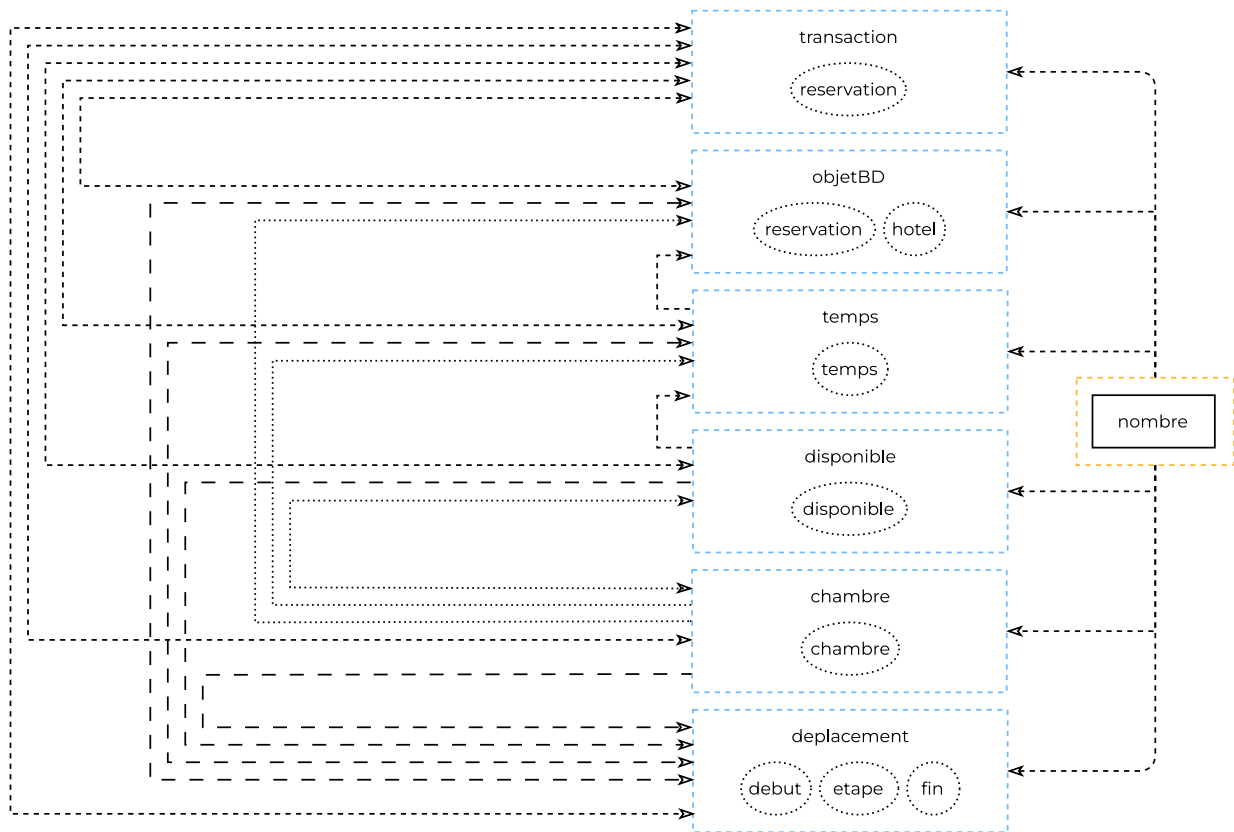 transaction
reservation
objetBD
reservation hotel
temps
temps
nombre
disponible
disponible
chambre
chambre
deplacement
debut etape fin